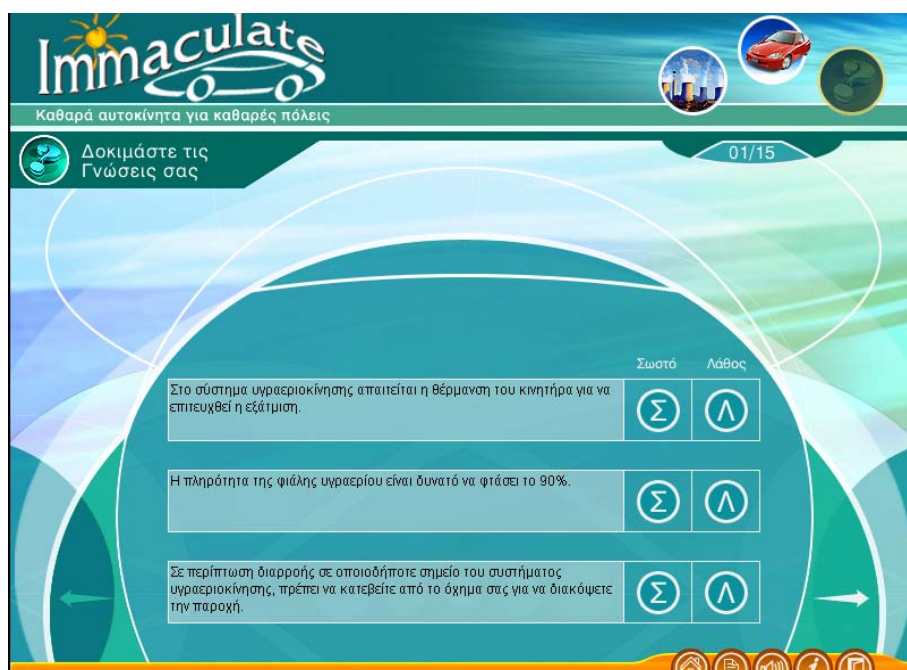 Immaculate
Καθαρά αυτοκίνητα για καθαρές πόλεις
Δοκιμάστε τις
Γνώσεις σας
01/15
Σωστό Λάθος
Στο σύστημα υγραεριοκίνησης απαιτείται η θέρμανση του κινητήρα για να
επιτευχθεί η εξάτμιση.
Σ Λ
Η πληρότητα της φιάλης υγραερίου είναι δυνατό να φτάσει το 90%.
Σ Λ
Σε περίπτωση διαρροής σε οποιοδήποτε σημείο του συστήματος
υγραεριοκίνησης, πρέπει να κατεβείτε από το όχημα σας για να διακόψετε
την παροχή.
Σ Λ